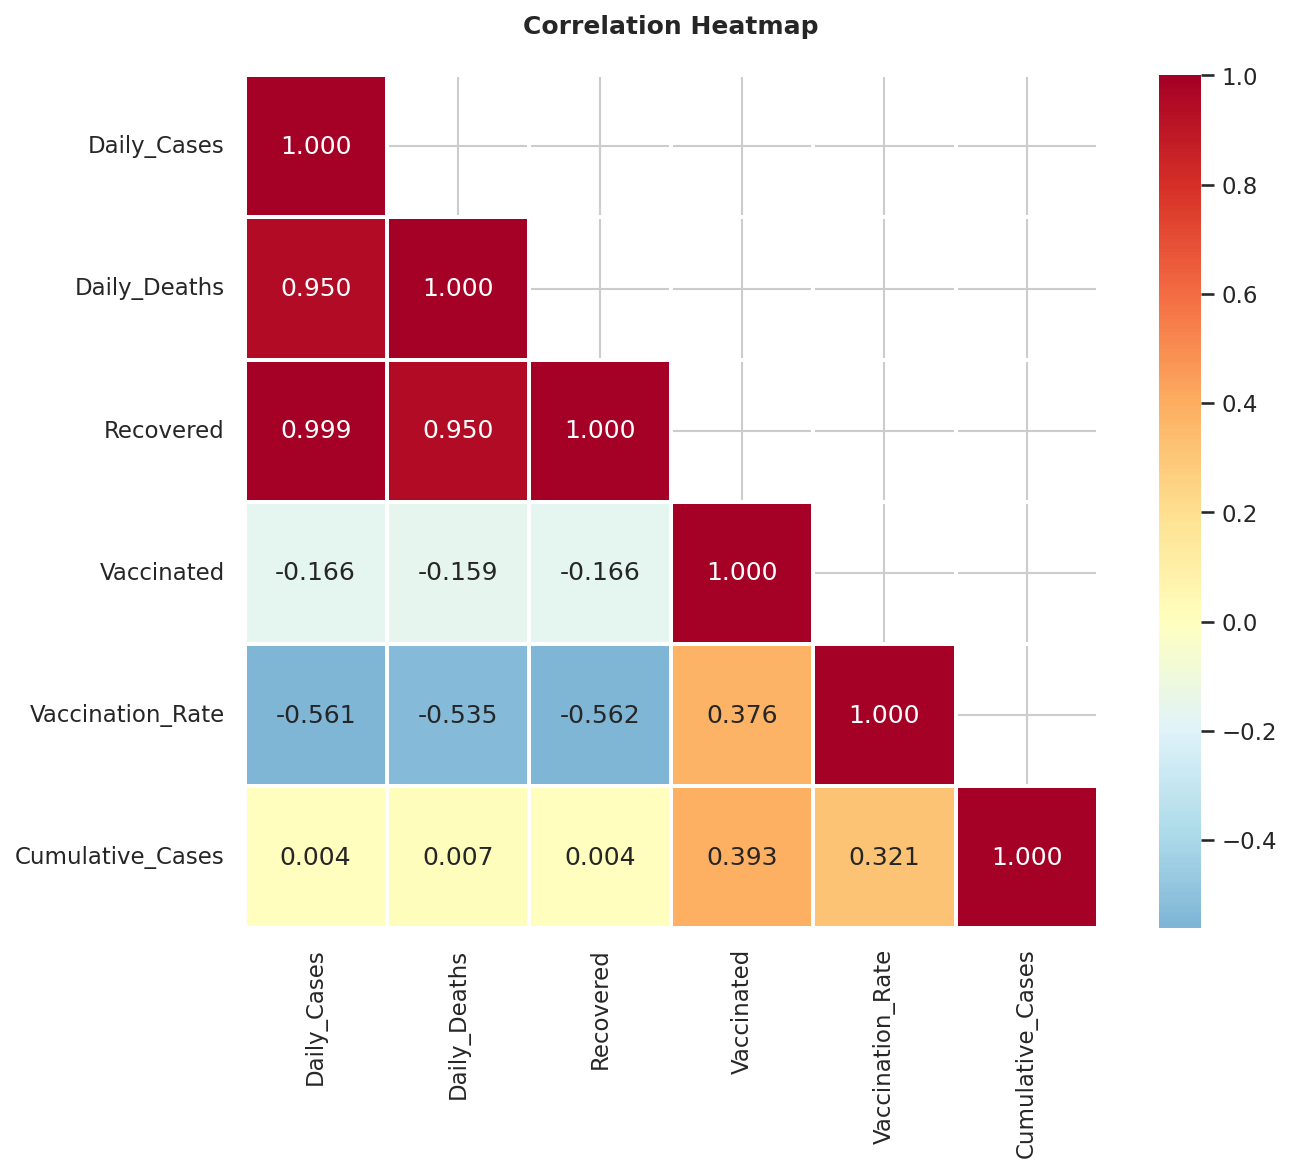 Correlation Heatmap
Daily_Cases 1.000
Daily_Deaths 0.950 1.000
Recovered 0.999 0.950 1.000
Vaccinated -0.166 -0.159 -0.166 1.000
Vaccination_Rate -0.561 -0.535 -0.562 0.376 1.000
Cumulative_Cases 0.004 0.007 0.004 0.393 0.321 1.000
Daily_Cases
Daily_Deaths
Recovered
Vaccinated
Vaccination_Rate
Cumulative_Cases
1.0
0.8
0.6
0.4
0.2
0.0
−0.2
−0.4